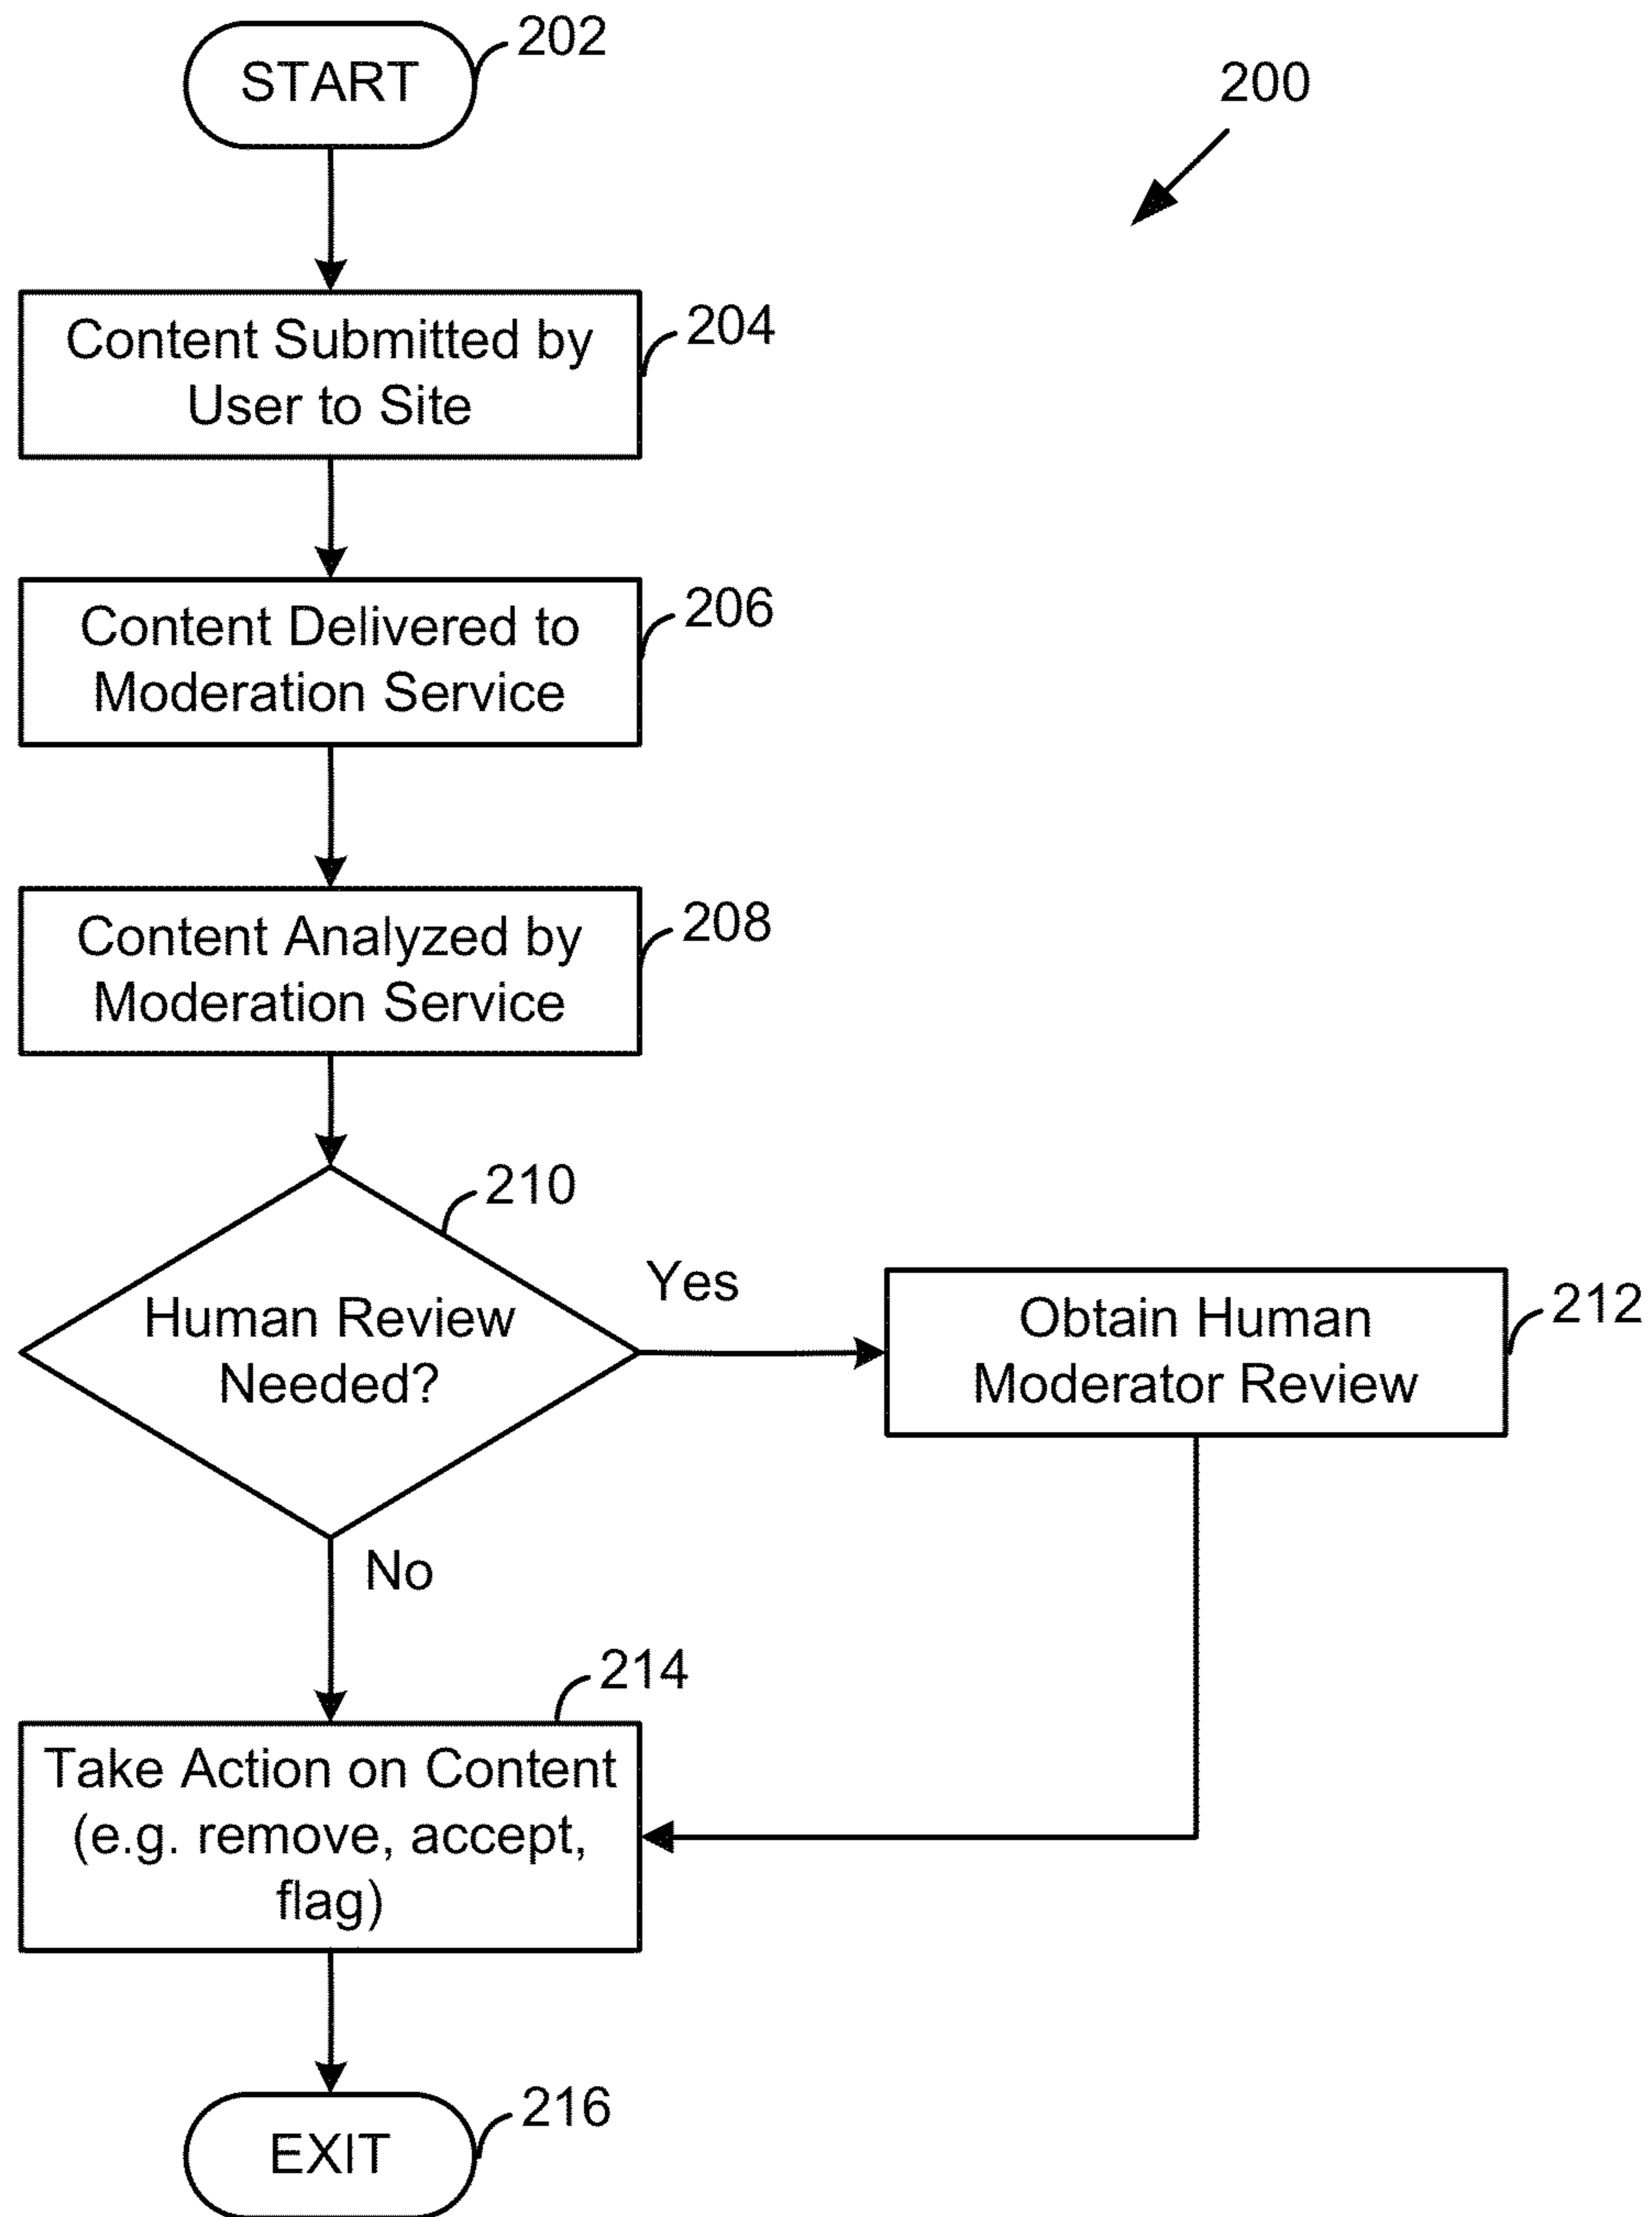 202
START
200
Content Submitted by
User to Site
204
Content Delivered to
Moderation Service
206
Content Analyzed by
Moderation Service
208
210
Human Review
Needed?
Yes
Obtain Human
Moderator Review
212
No
214
Take Action on Content
(e.g. remove, accept,
flag)
216
EXIT